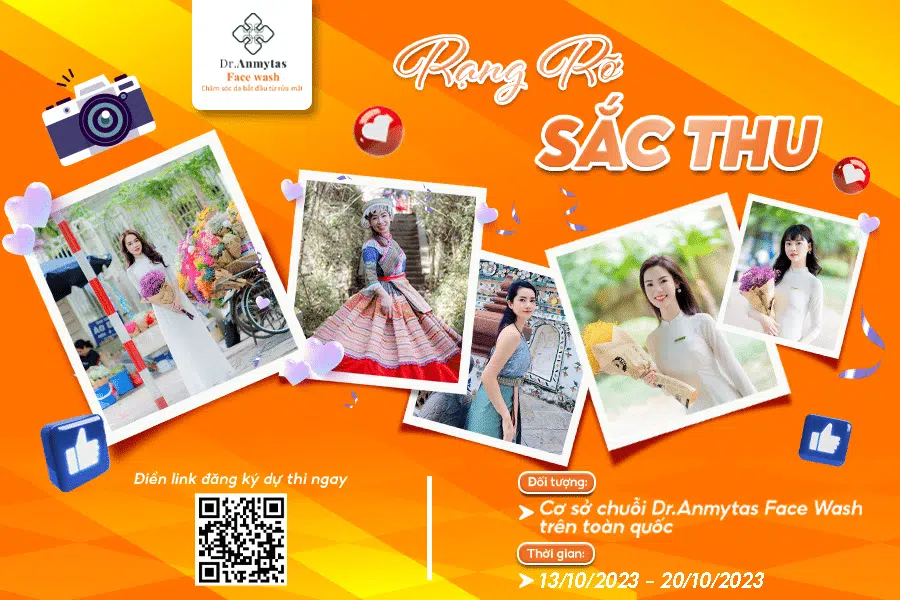 Dr.Anmytas
Face wash
Chăm sóc da bắt đầu từ rửa mặt
Rạng Rỡ
SẮC THU
Điền link đăng ký dự thi ngay
Đối tượng:
Cơ sở chuỗi Dr.Anmytas Face Wash
trên toàn quốc
Thời gian:
13/10/2023 - 20/10/2023